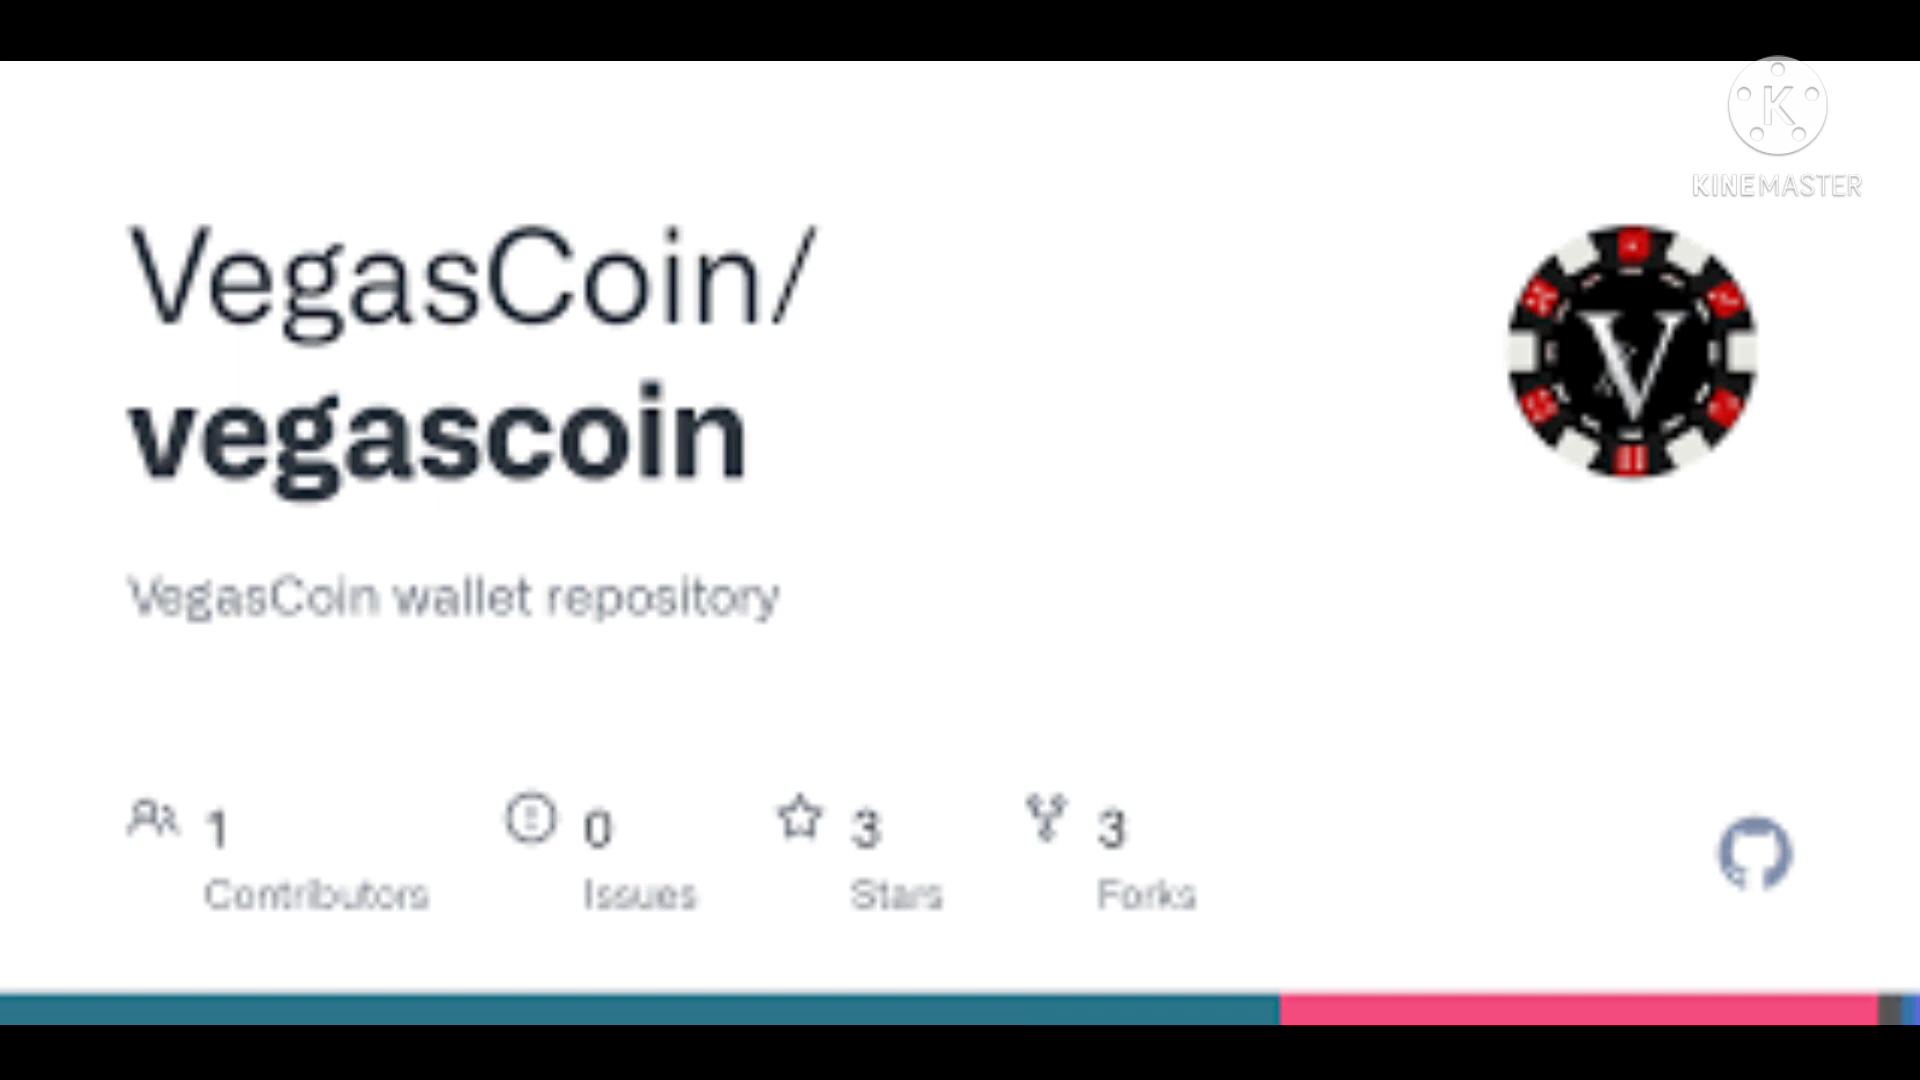 K
KINEMASTER
VegasCoin/
vegascoin
V
VegasCoin wallet repository
1
Contributors
0
Issues
3
Stars
3
Forks